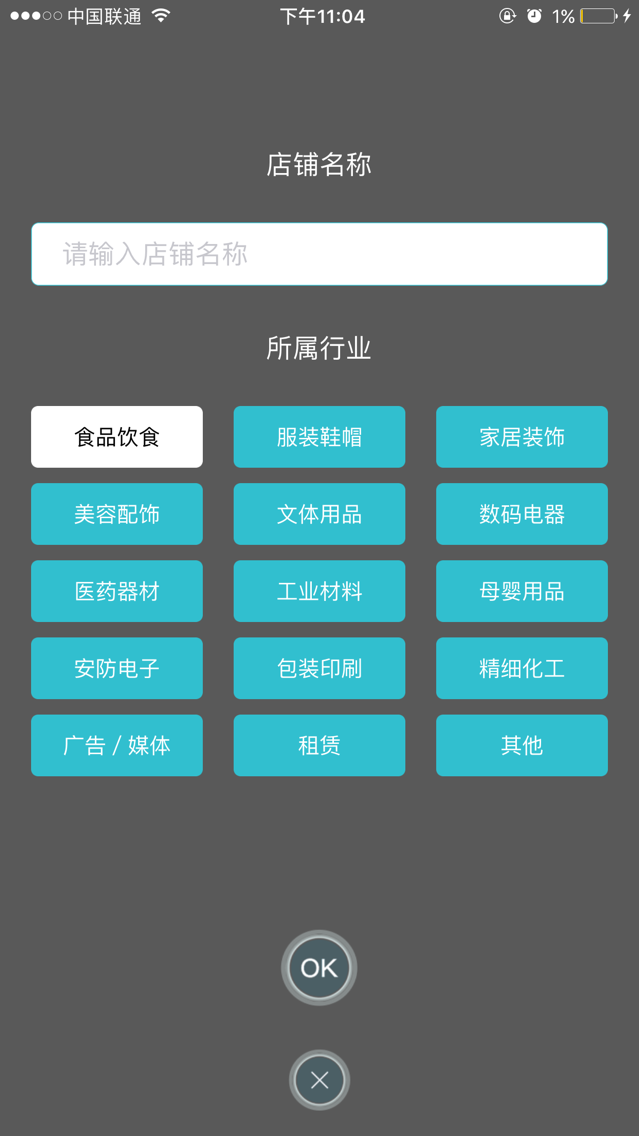 中国联通 下午11:04 1%
店铺名称
请输入店铺名称
所属行业
食品饮食 服装鞋帽 家居装饰
美容配饰 文体用品 数码电器
医药器材 工业材料 母婴用品
安防电子 包装印刷 精细化工
广告 / 媒体 租赁 其他
OK